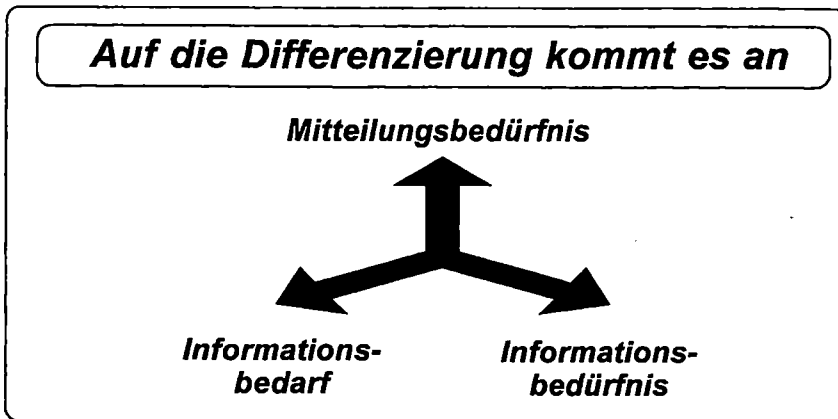 Auf die Differenzierung kommt es an
Mitteilungsbedürfnis
Informations-
bedarf
Informations-
bedürfnis